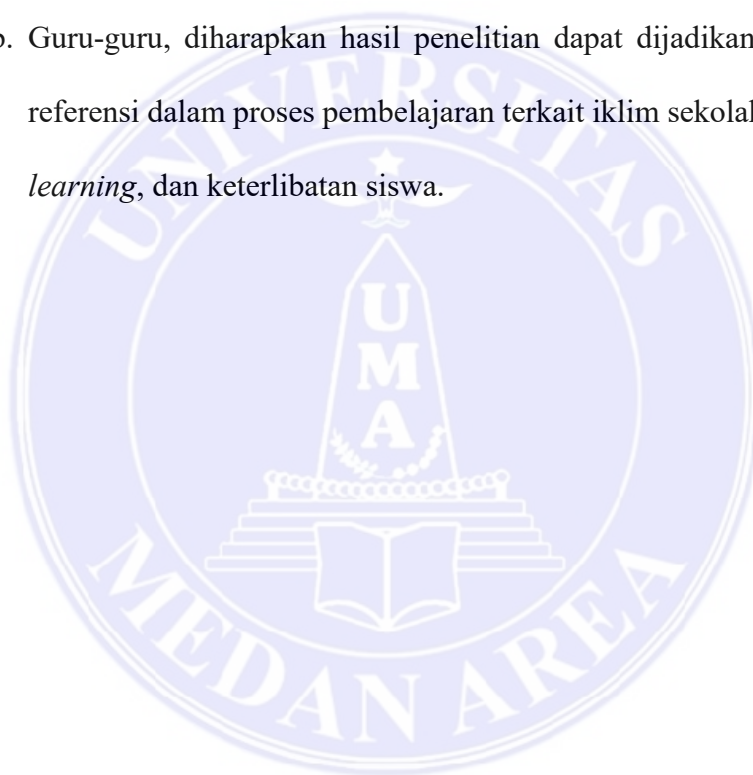 b. Guru-guru, diharapkan hasil penelitian dapat dijadikan
referensi dalam proses pembelajaran terkait iklim
learning, dan keterlibatan siswa.
UNIVERSITAS
UMA
MEDAN AREA